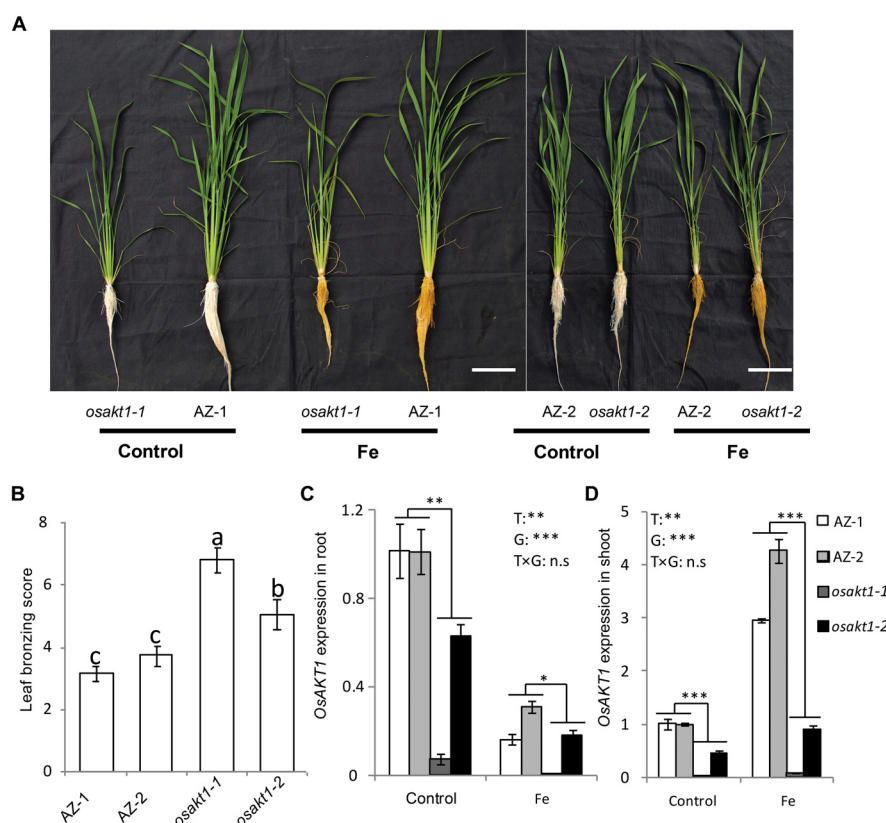 A
osakt1-1 AZ-1 osakt1-1 AZ-1 AZ-2 osakt1-2 AZ-2 osakt1-2
Control Fe Control Fe
B
Leaf bronzing score
8
6
4
2
0
c
c
a
b
AZ-1 AZ-2 osakt1-1 osakt1-2
C
OsAKT1 expression in root
1.2
0.8
0.4
0
**
T:**
G: ***
T×G: n.s
*
Control Fe
D
OsAKT1 expression in shoot
5
4
3
2
1
0
T:**
G: ***
T×G: n.s
***
***
Control Fe
AZ-1
AZ-2
osakt1-1
osakt1-2